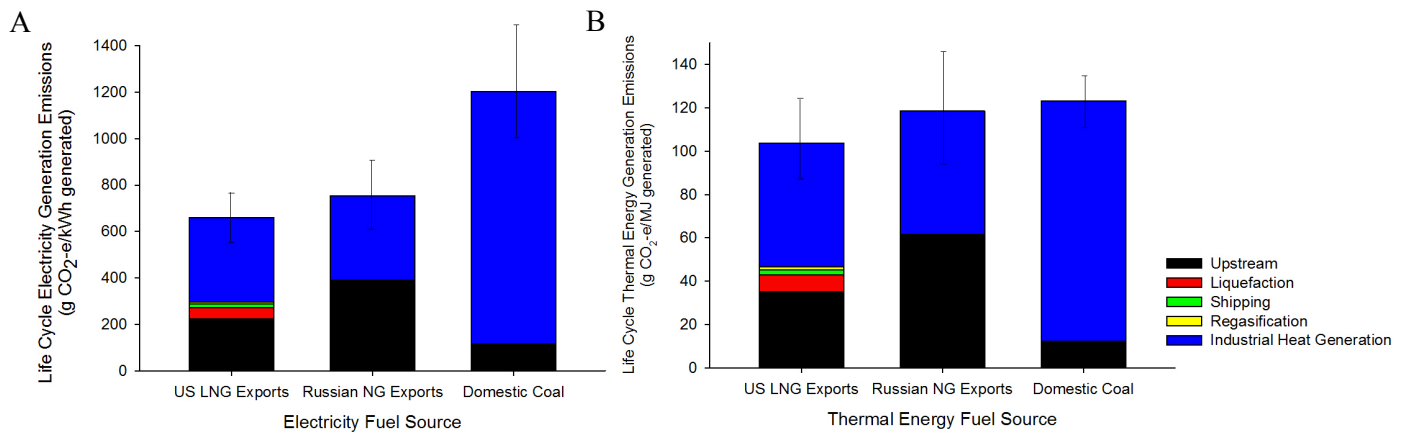 A
Life Cycle Electricity Generation Emissions
(g CO2-e/kWh generated)
1400
1200
1000
800
600
400
200
0
US LNG Exports Russian NG Exports Domestic Coal
Electricity Fuel Source
B
Life Cycle Thermal Energy Generation Emissions
(g CO2-e/MJ generated)
140
120
100
80
60
40
20
0
US LNG Exports Russian NG Exports Domestic Coal
Thermal Energy Fuel Source
Upstream
Liquefaction
Shipping
Regasification
Industrial Heat Generation